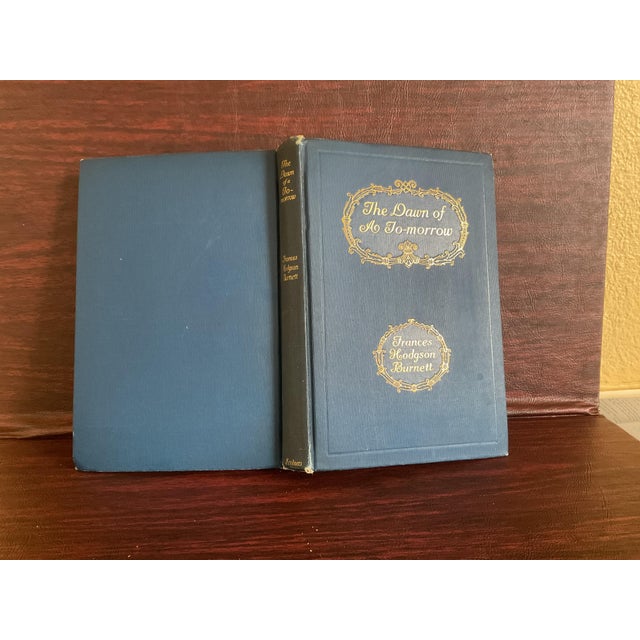 The
Dawn
of a
To-
morrow
Frances
Hodgson
Burnett
Scribners
The Dawn of
A To-morrow
Frances
Hodgson
Burnett